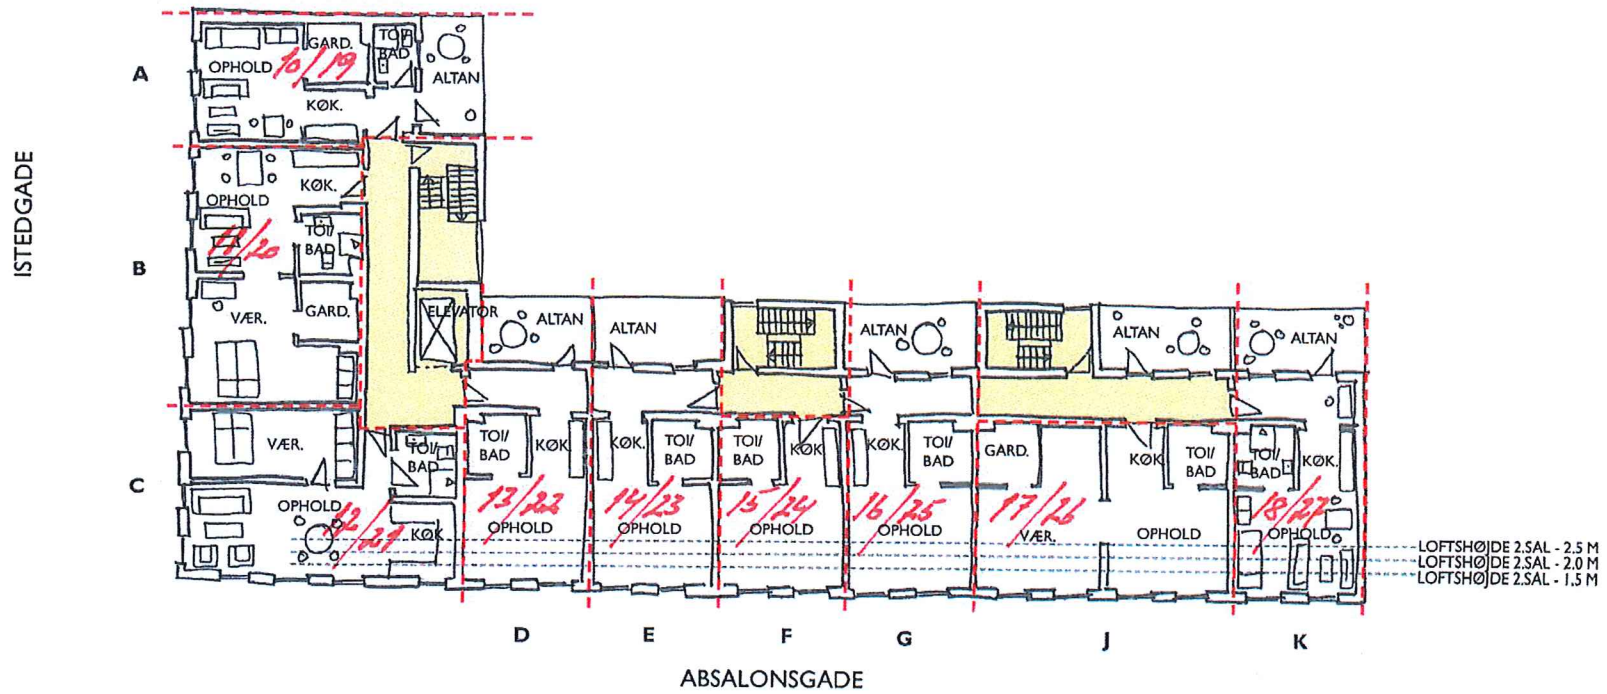 ISTEDGADE
A
OPHOLD
10/19
GARD.
TOI/
BAD
ALTAN
KØK.
B
OPHOLD
KØK.
11/20
TOI/
BAD
VÆR.
GARD.
ELEVATOR
C
VÆR.
TOI/
BAD
OPHOLD
12/21
KØK
ALTAN
TOI/
BAD
KØK
13/22
OPHOLD
ALTAN
KØK.
TOI/
BAD
14/23
OPHOLD
TOI/
BAD
KØK
15/24
OPHOLD
ALTAN
KØK.
TOI/
BAD
16/25
OPHOLD
GARD.
17/26
VÆR.
ALTAN
KØK
TOI/
BAD
OPHOLD
ALTAN
TOI/
BAD
KØK.
18/27
OPHOLD
LOFTSHØJDE 2.SAL - 2.5 M
LOFTSHØJDE 2.SAL - 2.0 M
LOFTSHØJDE 2.SAL - 1.5 M
D E F G J K
ABSALONSGADE